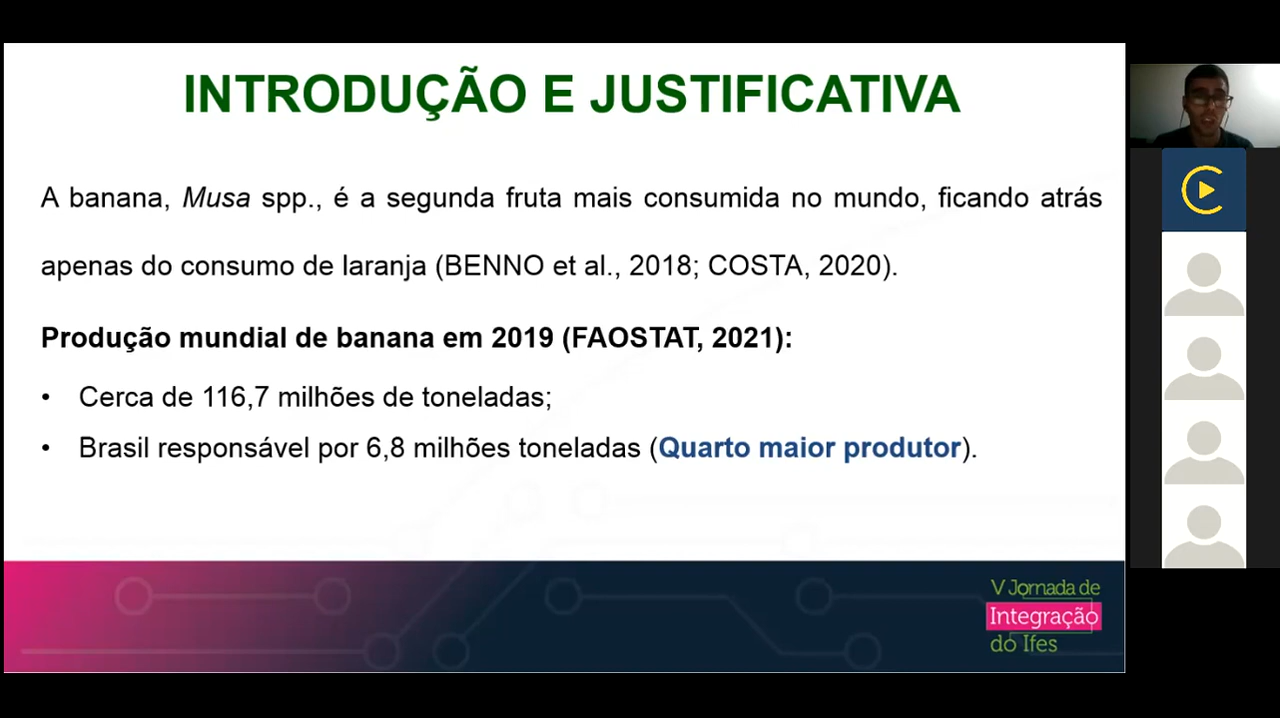 INTRODUÇÃO E JUSTIFICATIVA
A banana, Musa spp., é a segunda fruta mais consumida no mundo, ficando atrás
apenas do consumo de laranja (BENNO et al., 2018; COSTA, 2020).
Produção mundial de banana em 2019 (FAOSTAT, 2021):
• Cerca de 116,7 milhões de toneladas;
• Brasil responsável por 6,8 milhões toneladas (Quarto maior produtor).
V Jornada de
Integração
do Ifes